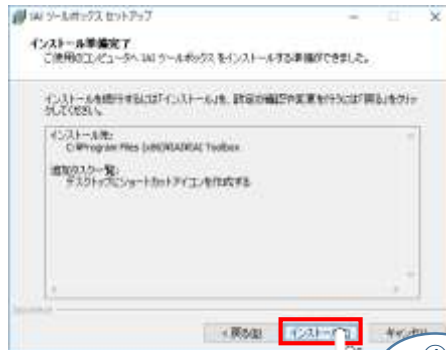 IAI ツールボックス セットアップ
インストール準備完了
ご使用のコンピュータへ IAI ツールボックス をインストールする準備ができました。
インストールを続行するには「インストール」を、設定の確認や変更を行うには「戻る」をクリッ
クしてください。
インストール先:
C:¥Program Files (x86)¥IAI¥IAI Toolbox
追加タスク一覧:
デスクトップにショートカットアイコンを作成する
< 戻る(B)
インストール
キャンセル